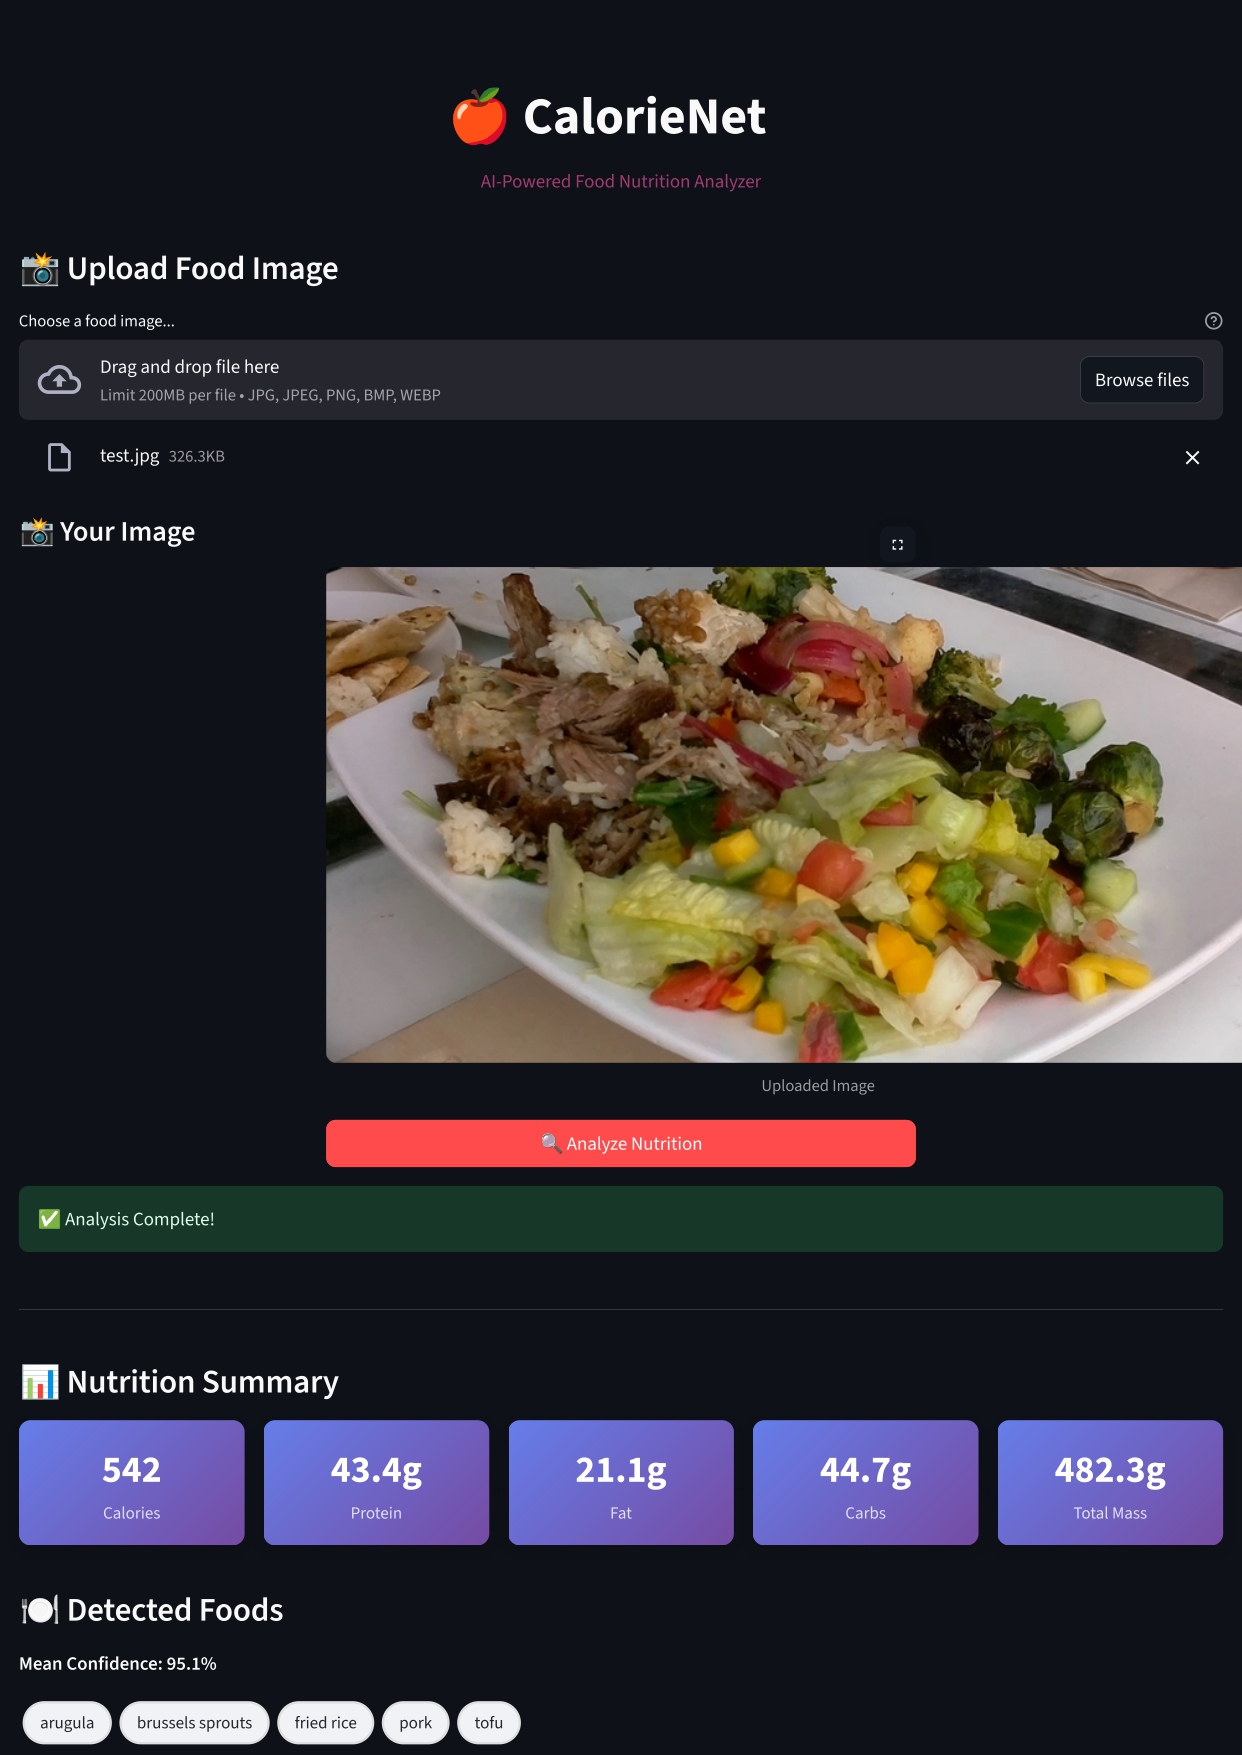 CalorieNet
AI-Powered Food Nutrition Analyzer
Upload Food Image
Choose a food image...
Drag and drop file here
Limit 200MB per file • JPG, JPEG, PNG, BMP, WEBP
Browse files
test.jpg 326.3KB
Your Image
Uploaded Image
Analyze Nutrition
Analysis Complete!
Nutrition Summary
542 43.4g 21.1g 44.7g 482.3g
Calories Protein Fat Carbs Total Mass
Detected Foods
Mean Confidence: 95.1%
arugula brussels sprouts fried rice pork tofu